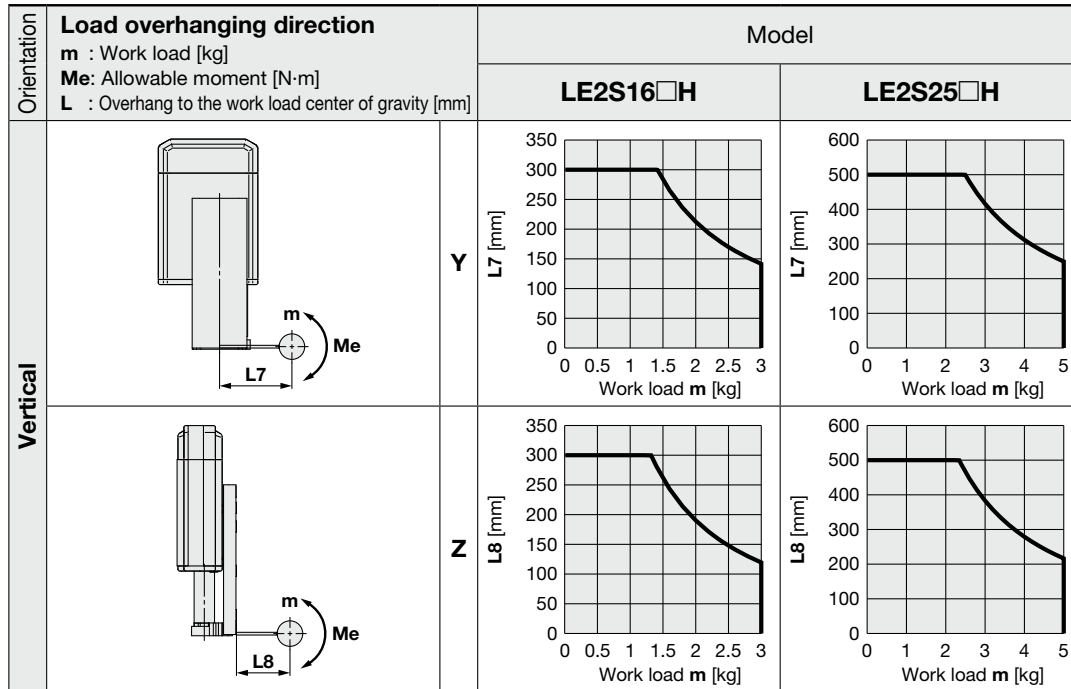 Orientation
Load overhanging direction
m : Work load [kg]
Me: Allowable moment [N·m]
L : Overhang to the work load center of gravity [mm]
Model
LE2S16□H
LE2S25□H
Vertical
m
Me
L7
Y
L7 [mm]
350
300
250
200
150
100
50
0
0 0.5 1 1.5 2 2.5 3
Work load m [kg]
L7 [mm]
600
500
400
300
200
100
0
0 1 2 3 4 5
Work load m [kg]
m
Me
L8
Z
L8 [mm]
350
300
250
200
150
100
50
0
0 0.5 1 1.5 2 2.5 3
Work load m [kg]
L8 [mm]
600
500
400
300
200
100
0
0 1 2 3 4 5
Work load m [kg]